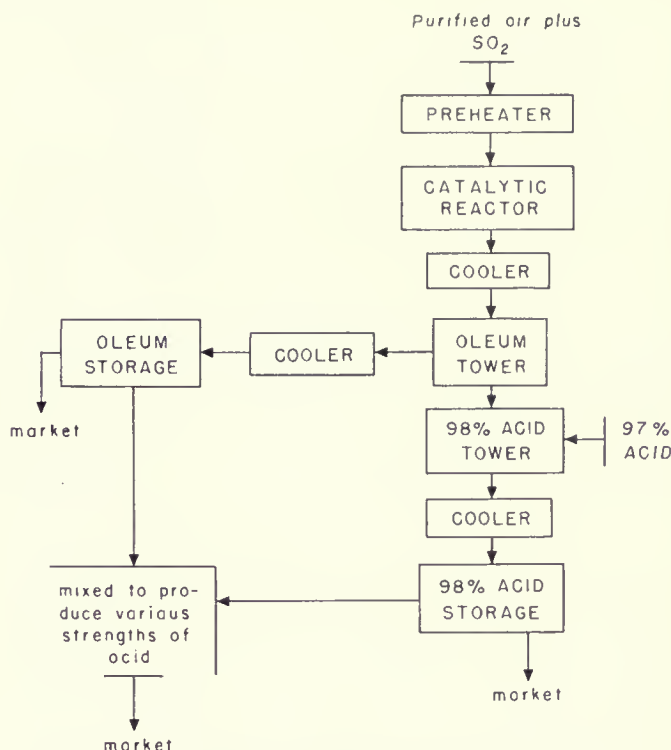 Purified air plus
SO₂
PREHEATER
CATALYTIC
REACTOR
COOLER
OLEUM
TOWER
COOLER
OLEUM
STORAGE
market
98% ACID
TOWER
97%
ACID
COOLER
98% ACID
STORAGE
mixed to pro-
duce various
strengths of
acid
market
market